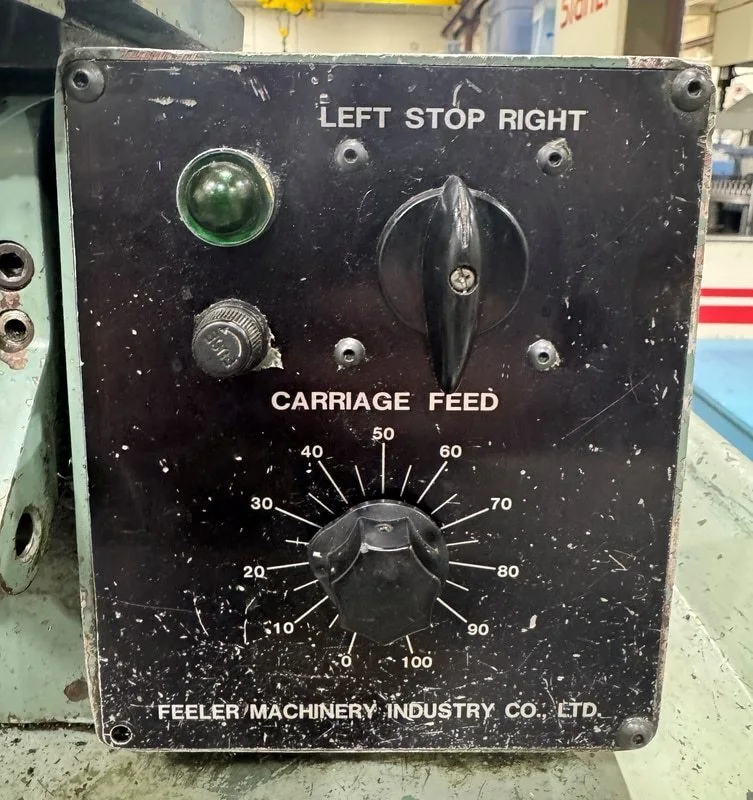 LEFT STOP RIGHT
FUSE
CARRIAGE FEED
50
40 60
30 70
20 80
10 90
0 100
FEELER MACHINERY INDUSTRY CO., LTD.